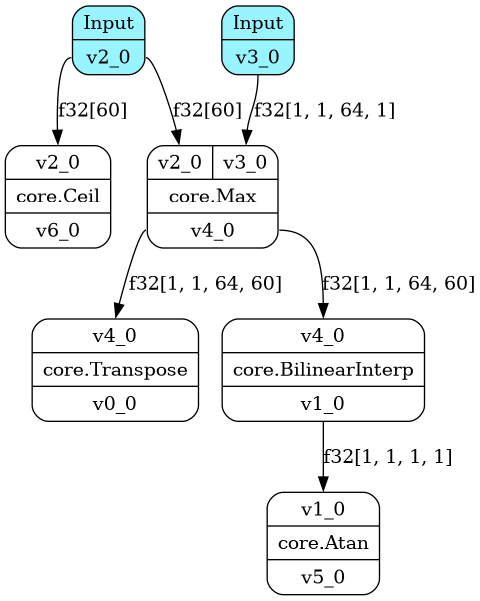 Input
v2_0
Input
v3_0
f32[60]
f32[60]
f32[1, 1, 64, 1]
v2_0
core.Ceil
v6_0
v2_0 v3_0
core.Max
v4_0
f32[1, 1, 64, 60]
f32[1, 1, 64, 60]
v4_0
core.Transpose
v0_0
v4_0
core.BilinearInterp
v1_0
f32[1, 1, 1, 1]
v1_0
core.Atan
v5_0